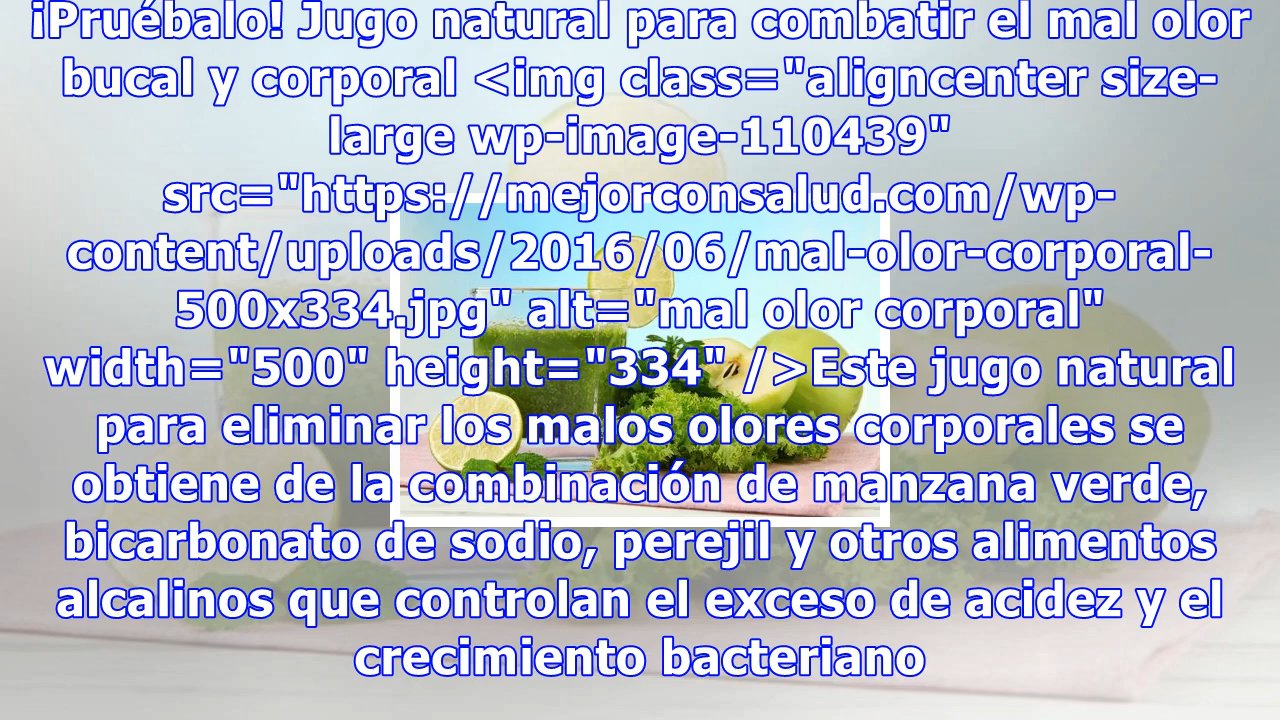 ¡Pruébalo! Jugo natural para combatir el mal olor
bucal y corporal <img class="aligncenter size-
large wp-image-110439"
src="https://mejorconsalud.com/wp-
content/uploads/2016/06/mal-olor-corporal-
500x334.jpg" alt="mal olor corporal"
width="500" height="334" />Este jugo natural
para eliminar los malos olores corporales se
obtiene de la combinación de manzana verde,
bicarbonato de sodio, perejil y otros alimentos
alcalinos que controlan el exceso de acidez y el
crecimiento bacteriano